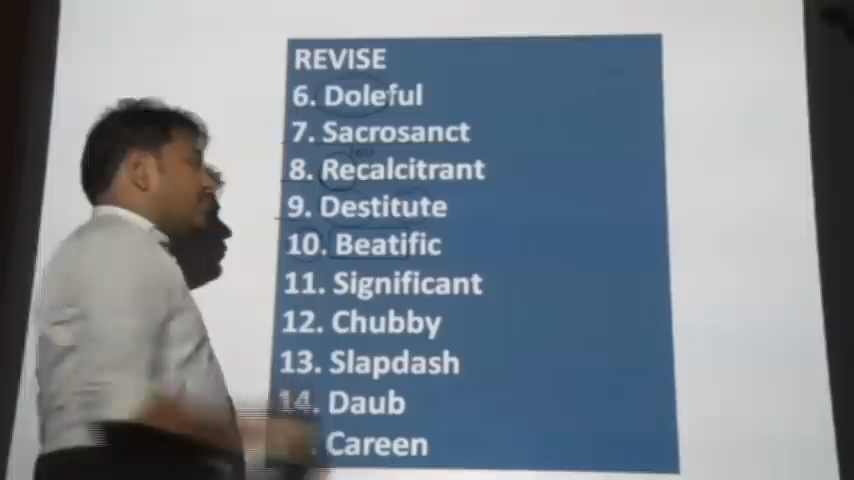 REVISE
6. Doleful
7. Sacrosanct
8. Recalcitrant
9. Destitute
10. Beatific
11. Significant
12. Chubby
13. Slapdash
14. Daub
Careen